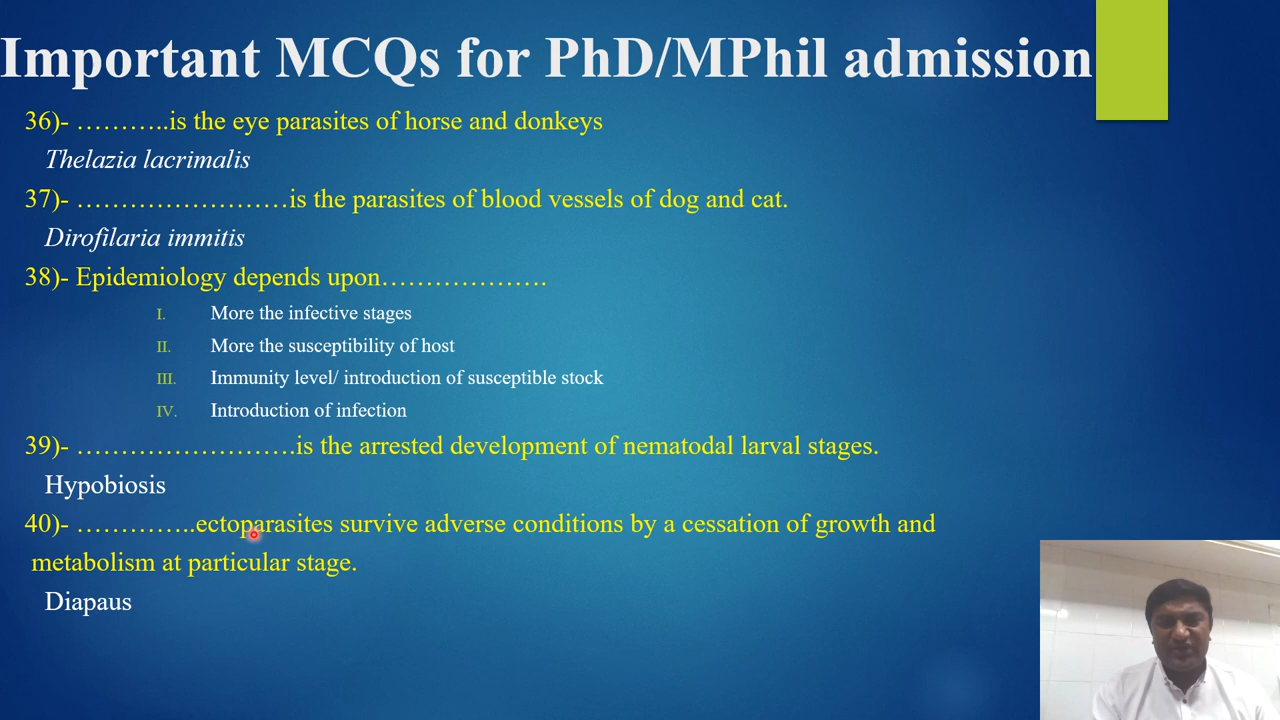 Important MCQs for PhD/MPhil admission
36)- ………..is the eye parasites of horse and donkeys
Thelazia lacrimalis
37)- ……………………is the parasites of blood vessels of dog and cat.
Dirofilaria immitis
38)- Epidemiology depends upon……………….
I. More the infective stages
II. More the susceptibility of host
III. Immunity level/ introduction of susceptible stock
IV. Introduction of infection
39)- …………………….is the arrested development of nematodal larval stages.
Hypobiosis
40)- …………..ectoparasites survive adverse conditions by a cessation of growth and
metabolism at particular stage.
Diapaus